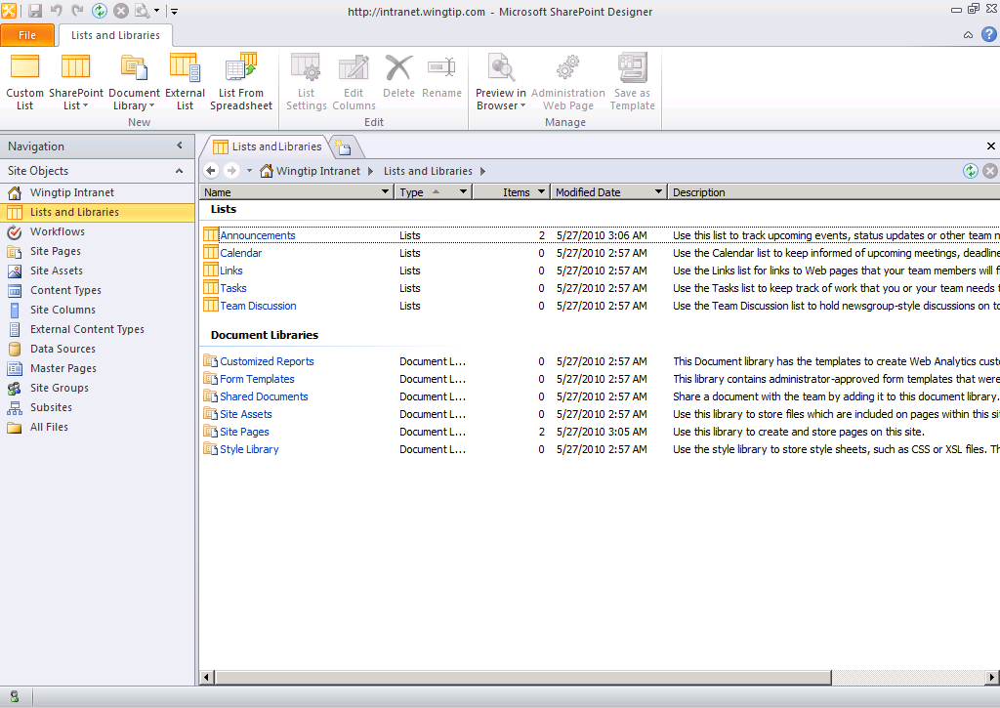 http://intranet.wingtip.com - Microsoft SharePoint Designer
File
Lists and Libraries
Custom List
SharePoint List
Document Library
External List
List From Spreadsheet
New
List Settings
Edit Columns
Delete
Rename
Edit
Preview in Browser
Administration Web Page
Save as Template
Manage
Navigation
Site Objects
Wingtip Intranet
Lists and Libraries
Workflows
Site Pages
Site Assets
Content Types
Site Columns
External Content Types
Data Sources
Master Pages
Site Groups
Subsites
All Files
Lists and Libraries
Wingtip Intranet Lists and Libraries
Name Type Items Modified Date Description
Lists
Announcements Lists 2 5/27/2010 3:06 AM Use this list to track upcoming events, status updates or other team n
Calendar Lists 0 5/27/2010 2:57 AM Use the Calendar list to keep informed of upcoming meetings, deadline
Links Lists 0 5/27/2010 2:57 AM Use the Links list for links to Web pages that your team members will f
Tasks Lists 0 5/27/2010 2:57 AM Use the Tasks list to keep track of work that you or your team needs t
Team Discussion Lists 0 5/27/2010 2:57 AM Use the Team Discussion list to hold newsgroup-style discussions on to
Document Libraries
Customized Reports Document L... 0 5/27/2010 2:57 AM This Document library has the templates to create Web Analytics cust
Form Templates Document L... 0 5/27/2010 2:57 AM This library contains administrator-approved form templates that were
Shared Documents Document L... 0 5/27/2010 2:57 AM Share a document with the team by adding it to this document library.
Site Assets Document L... 0 5/27/2010 2:57 AM Use this library to store files which are included on pages within this sit
Site Pages Document L... 2 5/27/2010 3:05 AM Use this library to create and store pages on this site.
Style Library Document L... 0 5/27/2010 2:57 AM Use the style library to store style sheets, such as CSS or XSL files. Th